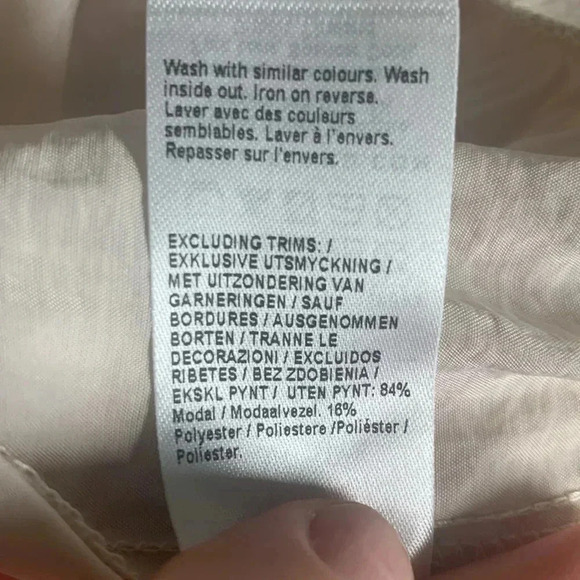 Wash with similar colours. Wash
inside out. Iron on reverse.
Laver avec des couleurs
semblables. Laver à l'envers.
Repasser sur l'envers.
EXCLUDING TRIMS: /
EXKLUSIVE UTSMYCKNING /
MET UITZONDERING VAN
GARNERINGEN / SAUF
BORDURES / AUSGENOMMEN
BORTEN / TRANNE LE
DECORAZIONI / EXCLUIDOS
RIBETES / BEZ ZDOBIENIA /
EKSKL PYNT / UTEN PYNT: 84%
Modal / Modaalvezel. 16%
Polyester / Poliestere /Poliéster /
Poliester.